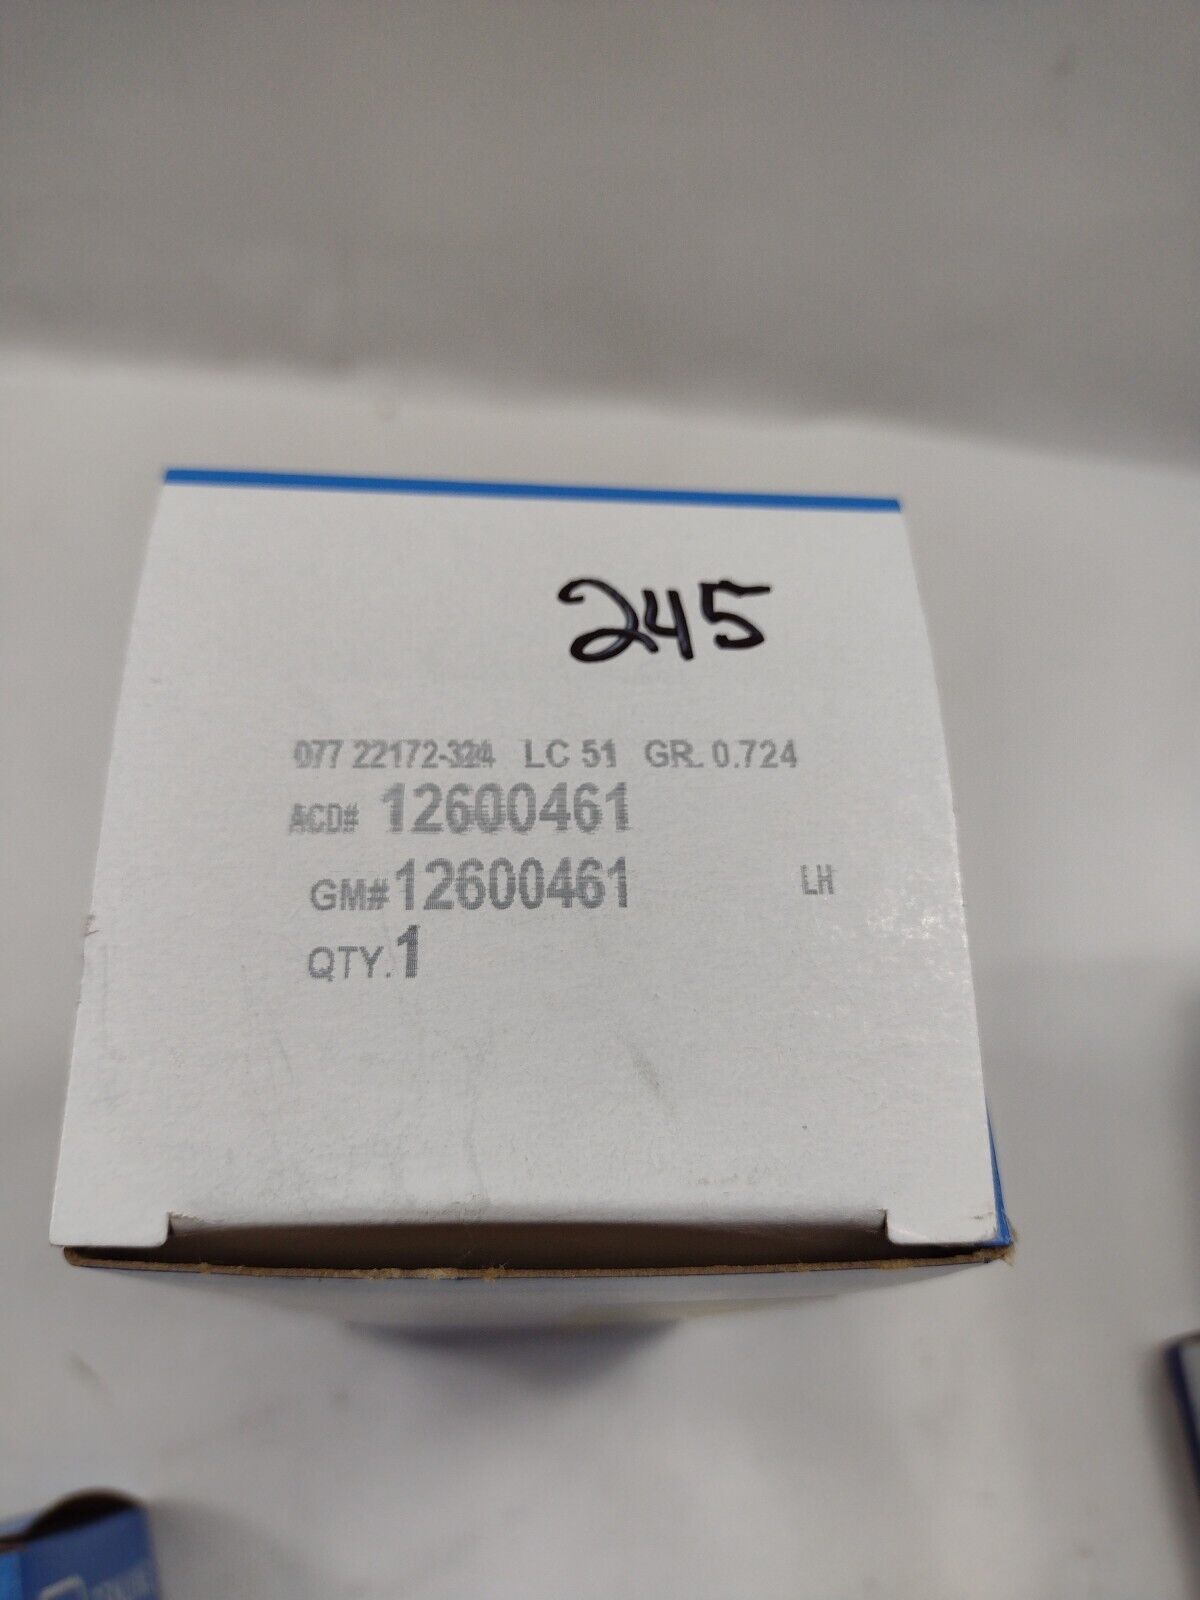 245
077 22172-324 LC 51 GR. 0.724
ACD# 12600461
GM# 12600461 LH
QTY. 1